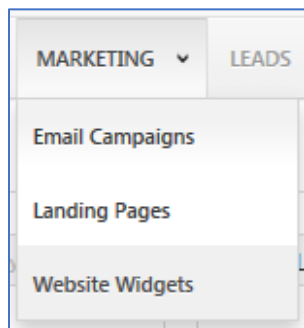 MARKETING LEADS
Email Campaigns
Landing Pages
Website Widgets